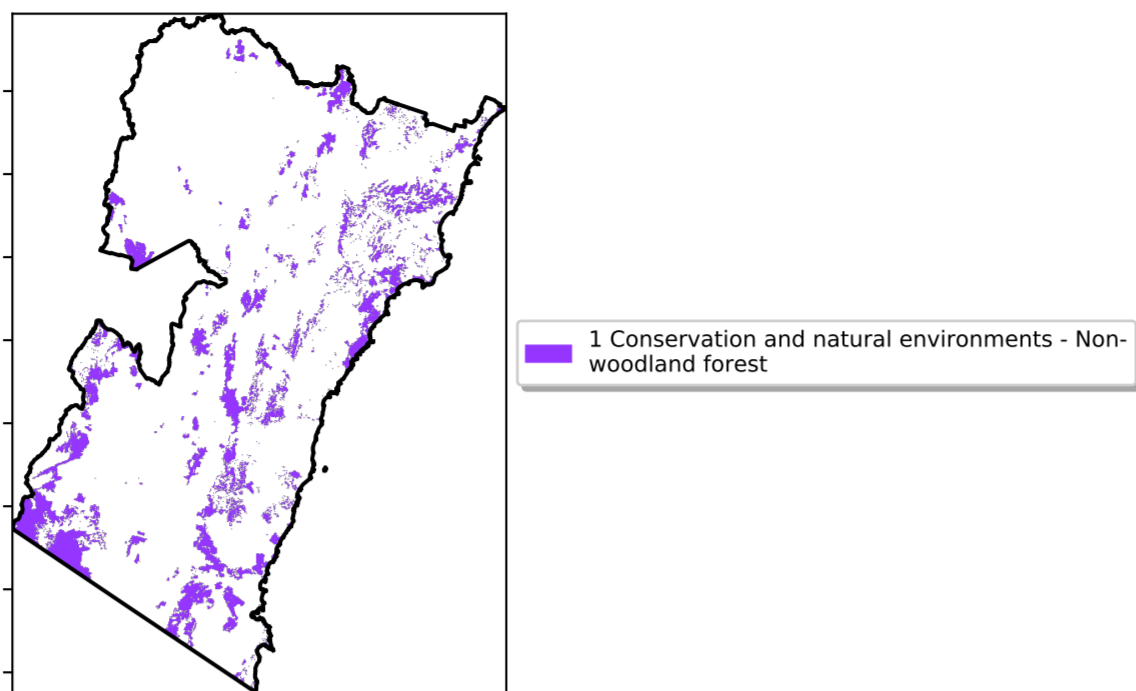 1 Conservation and natural environments - Non-
woodland forest